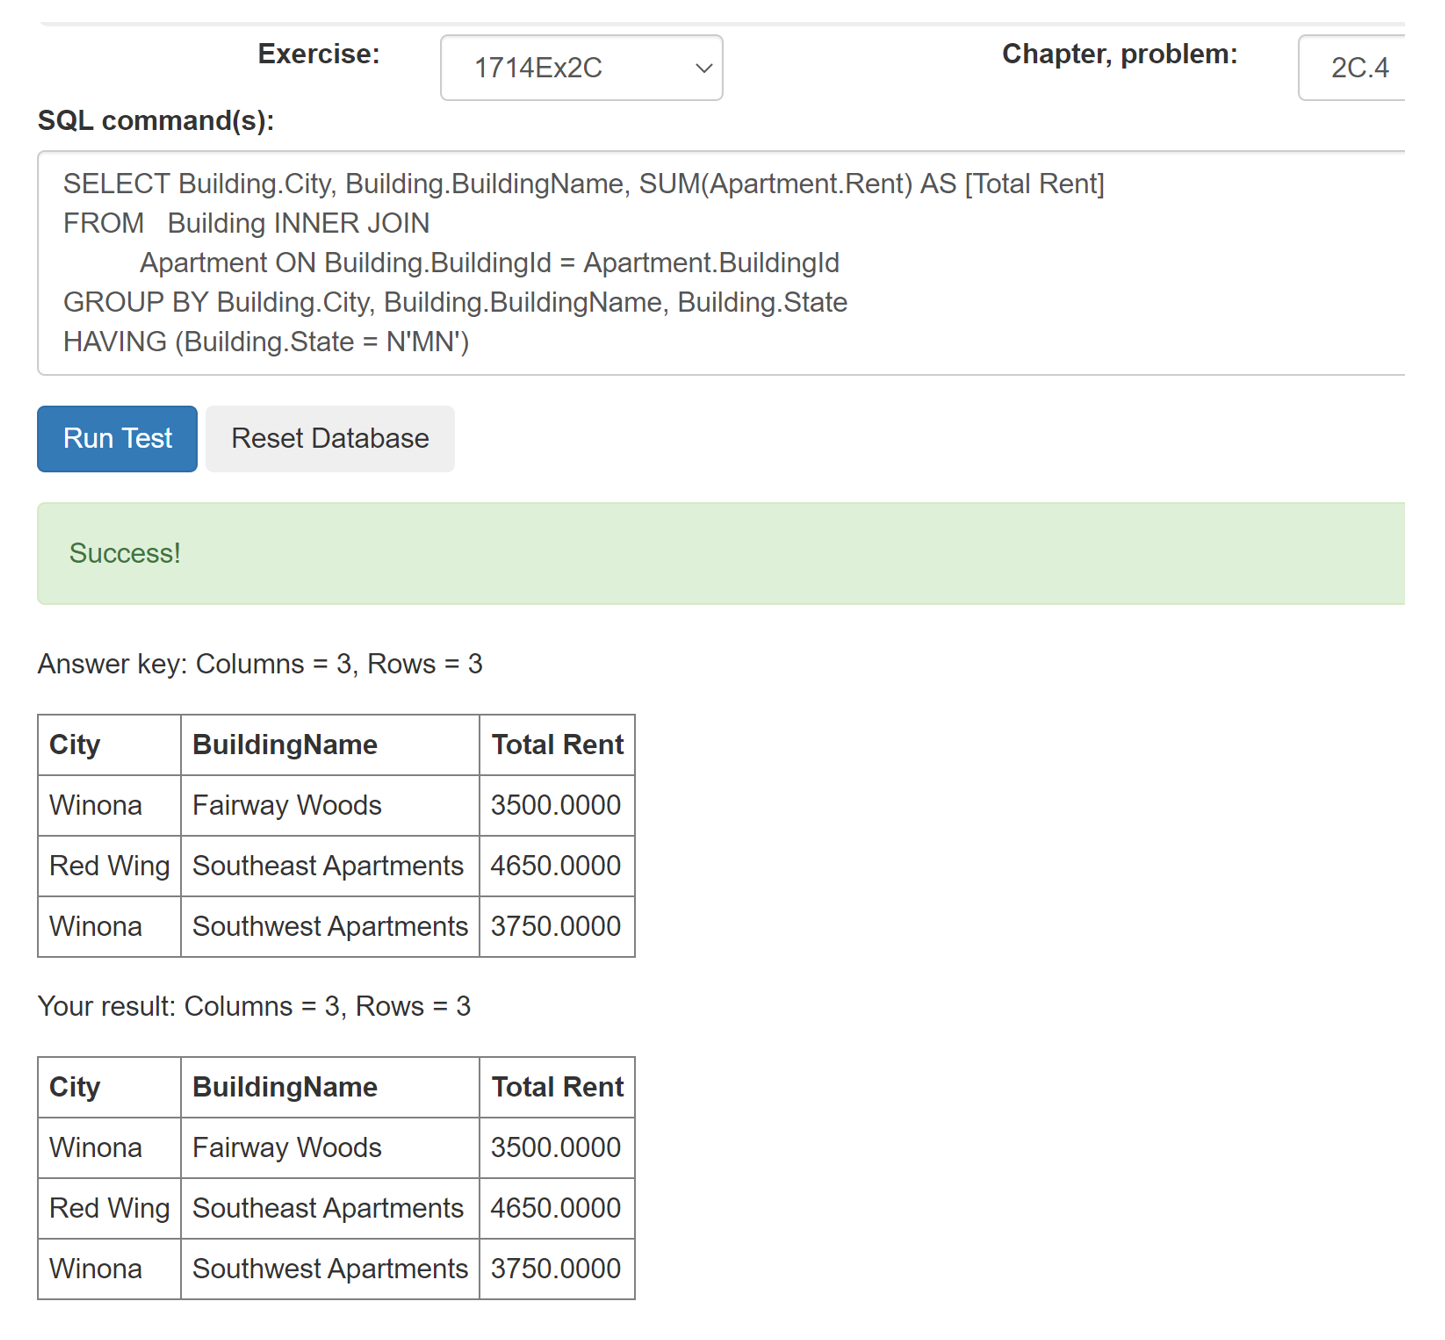 Exercise: 1714Ex2C Chapter, problem: 2C.4
SQL command(s):
SELECT Building.City, Building.BuildingName, SUM(Apartment.Rent) AS [Total Rent]
FROM   Building INNER JOIN
Apartment ON Building.BuildingId = Apartment.BuildingId
GROUP BY Building.City, Building.BuildingName, Building.State
HAVING (Building.State = N'MN')
Run Test Reset Database
Success!
Answer key: Columns = 3, Rows = 3
City BuildingName Total Rent
Winona Fairway Woods 3500.0000
Red Wing Southeast Apartments 4650.0000
Winona Southwest Apartments 3750.0000
Your result: Columns = 3, Rows = 3
City BuildingName Total Rent
Winona Fairway Woods 3500.0000
Red Wing Southeast Apartments 4650.0000
Winona Southwest Apartments 3750.0000